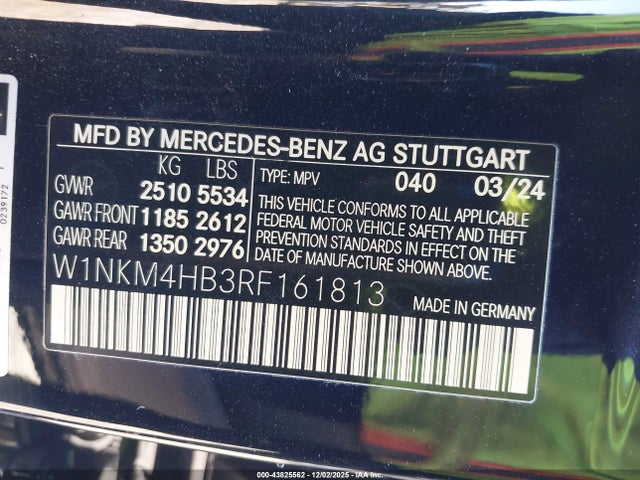 MFD BY MERCEDES-BENZ AG STUTTGART
KG LBS
GVWR 2510 5534
GAWR FRONT 1185 2612
GAWR REAR 1350 2976
TYPE: MPV 040 03/24
THIS VEHICLE CONFORMS TO ALL APPLICABLE
FEDERAL MOTOR VEHICLE SAFETY AND THEFT
PREVENTION STANDARDS IN EFFECT ON THE
DATE OF MANUFACTURE SHOWN ABOVE.
W1NKM4HB3RF161813
MADE IN GERMANY
0239172
000-43825562 - 12/02/2025 - IAA Inc.